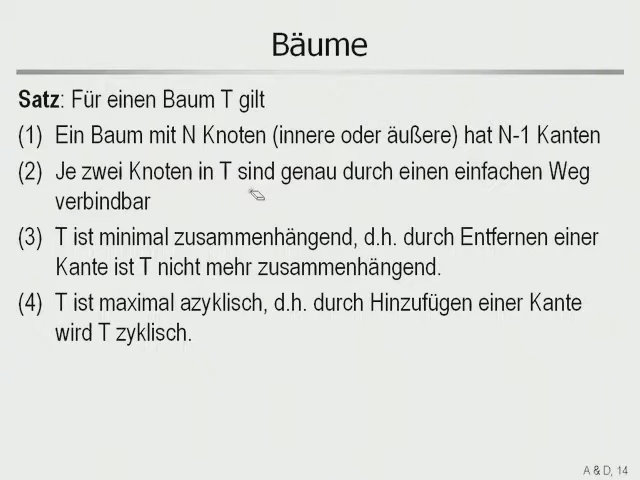 Bäume
Satz: Für einen Baum T gilt
(1) Ein Baum mit N Knoten (innere oder äußere) hat N-1 Kanten
(2) Je zwei Knoten in T sind genau durch einen einfachen Weg
verbindbar
(3) T ist minimal zusammenhängend, d.h. durch Entfernen einer
Kante ist T nicht mehr zusammenhängend.
(4) T ist maximal azyklisch, d.h. durch Hinzufügen einer Kante
wird T zyklisch.
A & D, 14